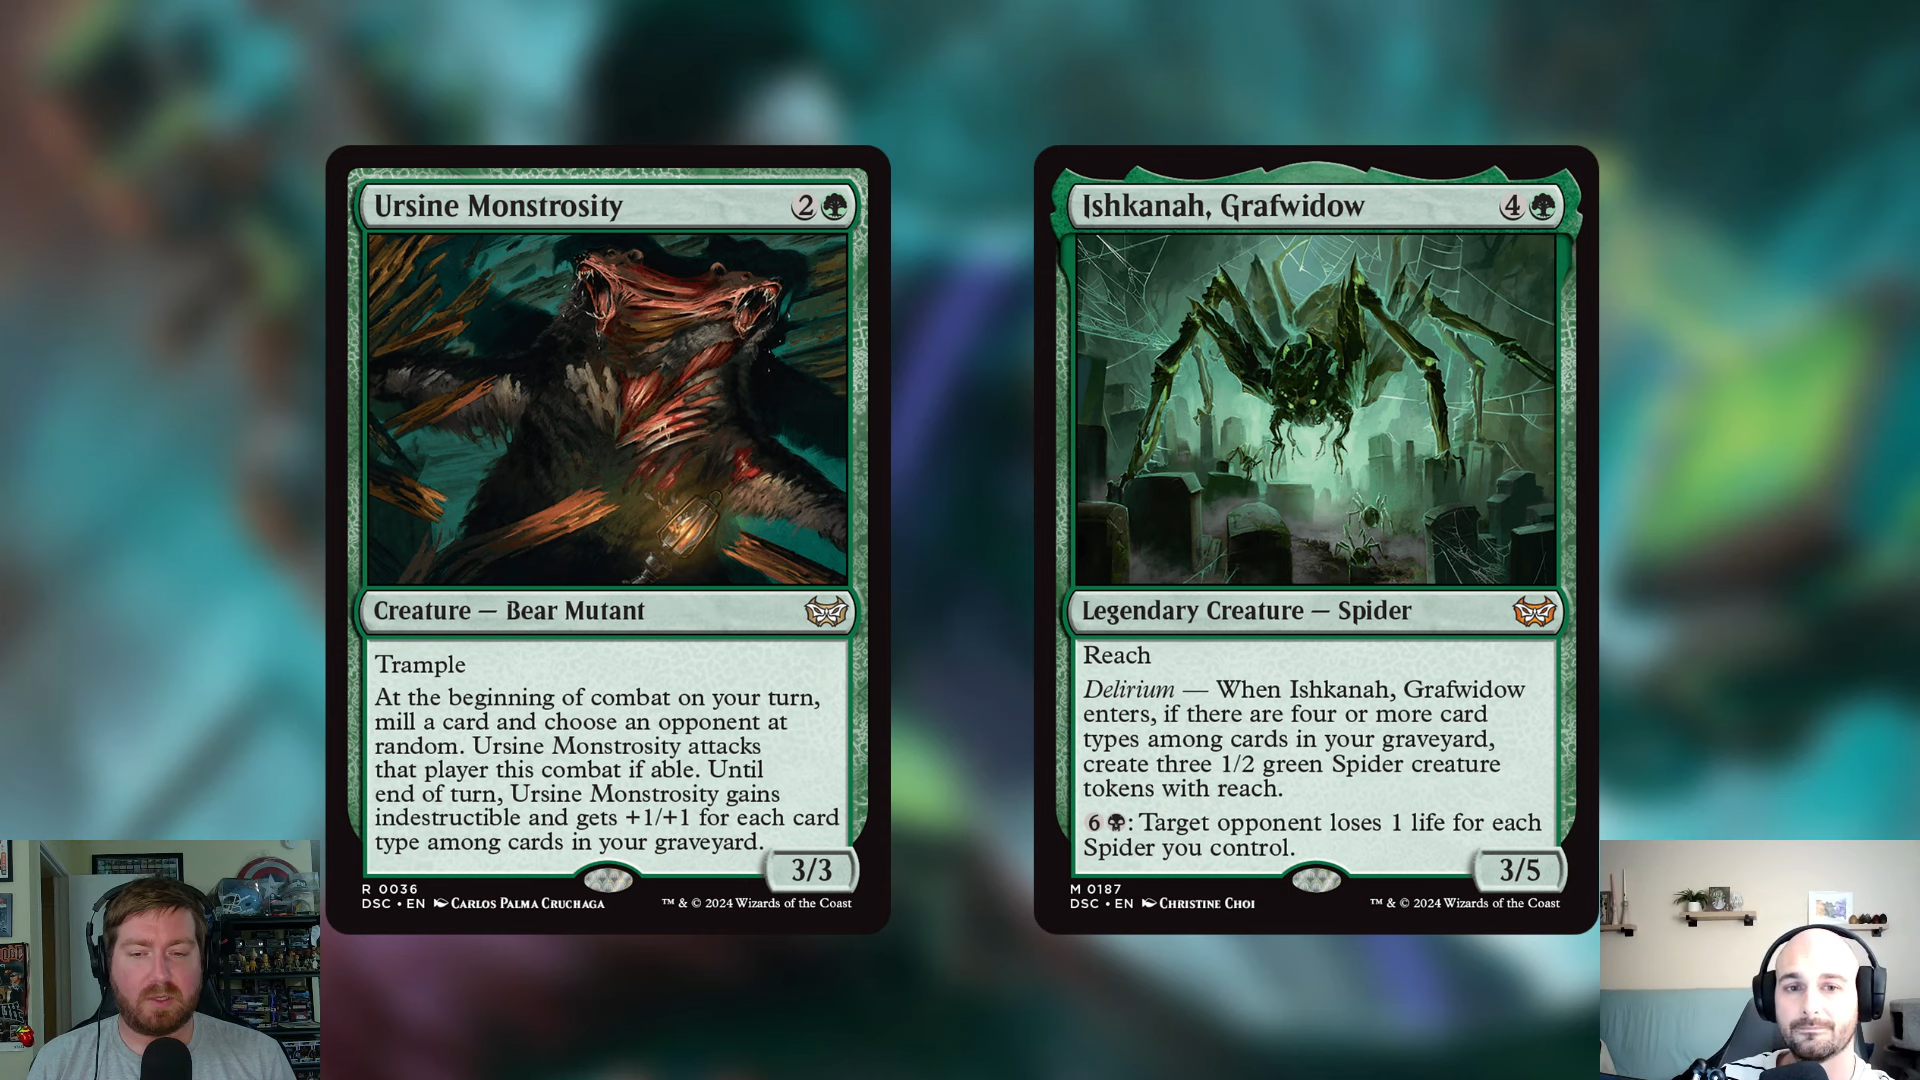 Ursine Monstrosity 2
Creature — Bear Mutant
Trample
At the beginning of combat on your turn,
mill a card and choose an opponent at
random. Ursine Monstrosity attacks
that player this combat if able. Until
end of turn, Ursine Monstrosity gains
indestructible and gets +1/+1 for each card
type among cards in your graveyard.
3/3
R 0036
DSC • EN CARLOS PALMA CRUCHAGA
™ & © 2024 Wizards of the Coast
Ishkanah, Grafwidow 4
Legendary Creature — Spider
Reach
Delirium — When Ishkanah, Grafwidow
enters, if there are four or more card
types among cards in your graveyard,
create three 1/2 green Spider creature
tokens with reach.
6 : Target opponent loses 1 life for each
Spider you control.
3/5
M 0187
DSC • EN CHRISTINE CHOI
™ & © 2024 Wizards of the Coast